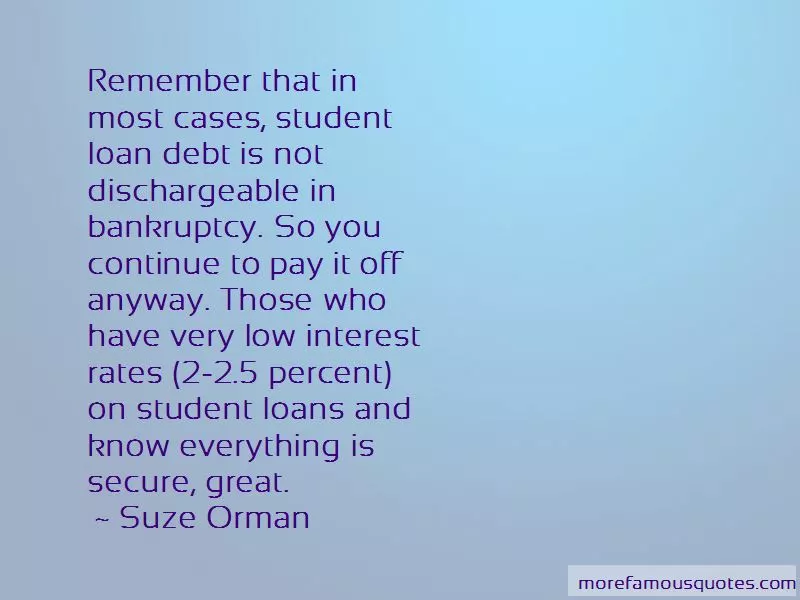 Remember that in
most cases, student
loan debt is not
dischargeable in
bankruptcy. So you
continue to pay it off
anyway. Those who
have very low interest
rates (2-2.5 percent)
on student loans and
know everything is
secure, great.
~ Suze Orman
morefamousquotes.com